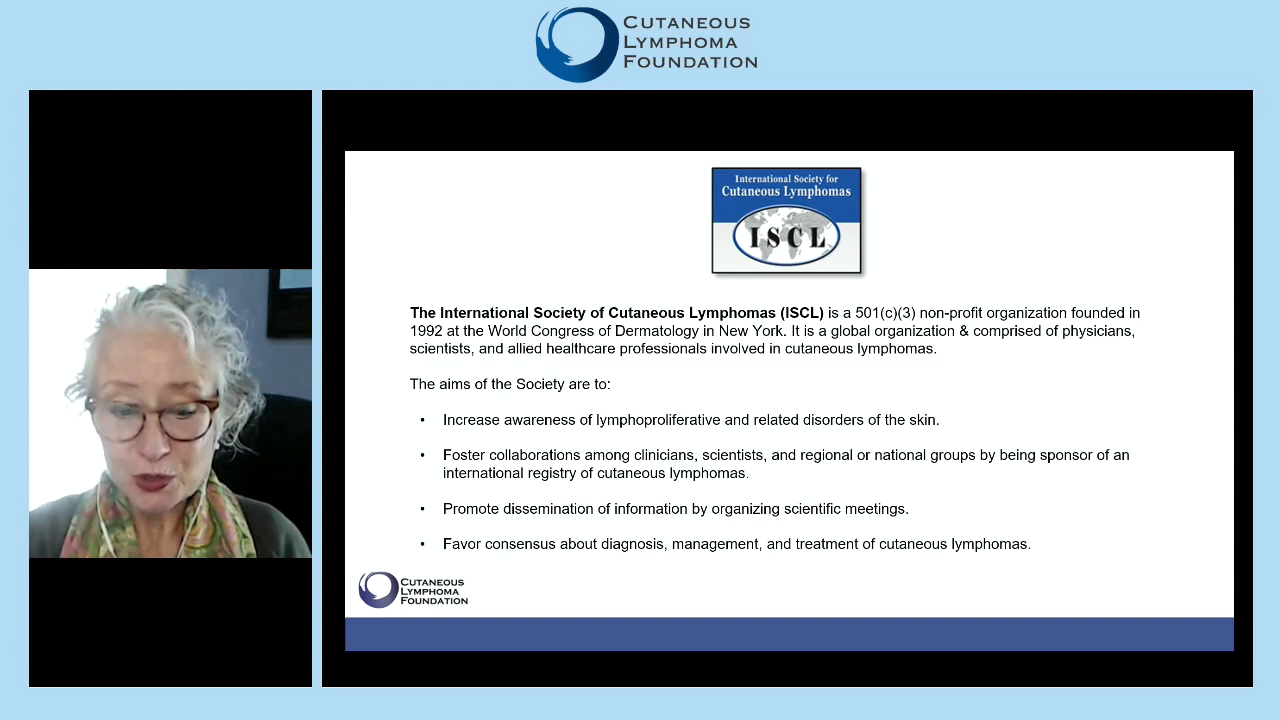 CUTANEOUS
LYMPHOMA
FOUNDATION
International Society for
Cutaneous Lymphomas
ISCL
The International Society of Cutaneous Lymphomas (ISCL) is a 501(c)(3) non-profit organization founded in
1992 at the World Congress of Dermatology in New York. It is a global organization & comprised of physicians,
scientists, and allied healthcare professionals involved in cutaneous lymphomas.
The aims of the Society are to:
• Increase awareness of lymphoproliferative and related disorders of the skin.
• Foster collaborations among clinicians, scientists, and regional or national groups by being sponsor of an
international registry of cutaneous lymphomas.
• Promote dissemination of information by organizing scientific meetings.
• Favor consensus about diagnosis, management, and treatment of cutaneous lymphomas.
CUTANEOUS
LYMPHOMA
FOUNDATION